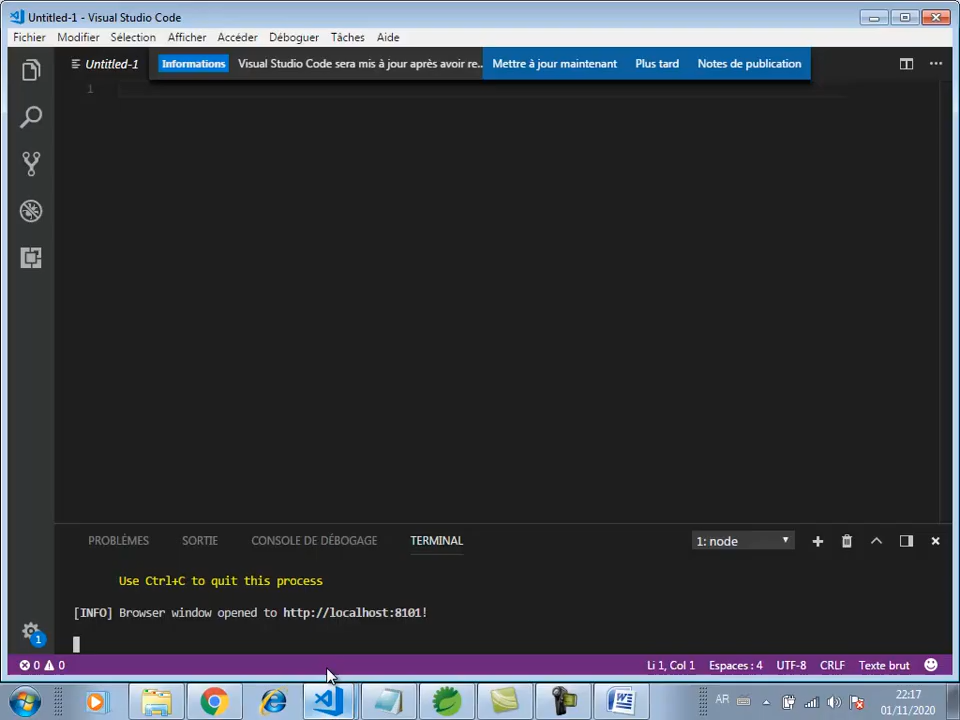 Untitled-1 - Visual Studio Code
Fichier Modifier Sélection Afficher Accéder Déboguer Tâches Aide
Untitled-1 Informations Visual Studio Code sera mis à jour après avoir re... Mettre à jour maintenant Plus tard Notes de publication
1
PROBLÈMES SORTIE CONSOLE DE DÉBOGAGE TERMINAL 1: node
Use Ctrl+C to quit this process
[INFO] Browser window opened to http://localhost:8101!
1
0 0 Li 1, Col 1 Espaces : 4 UTF-8 CRLF Texte brut
AR 22:17
01/11/2020